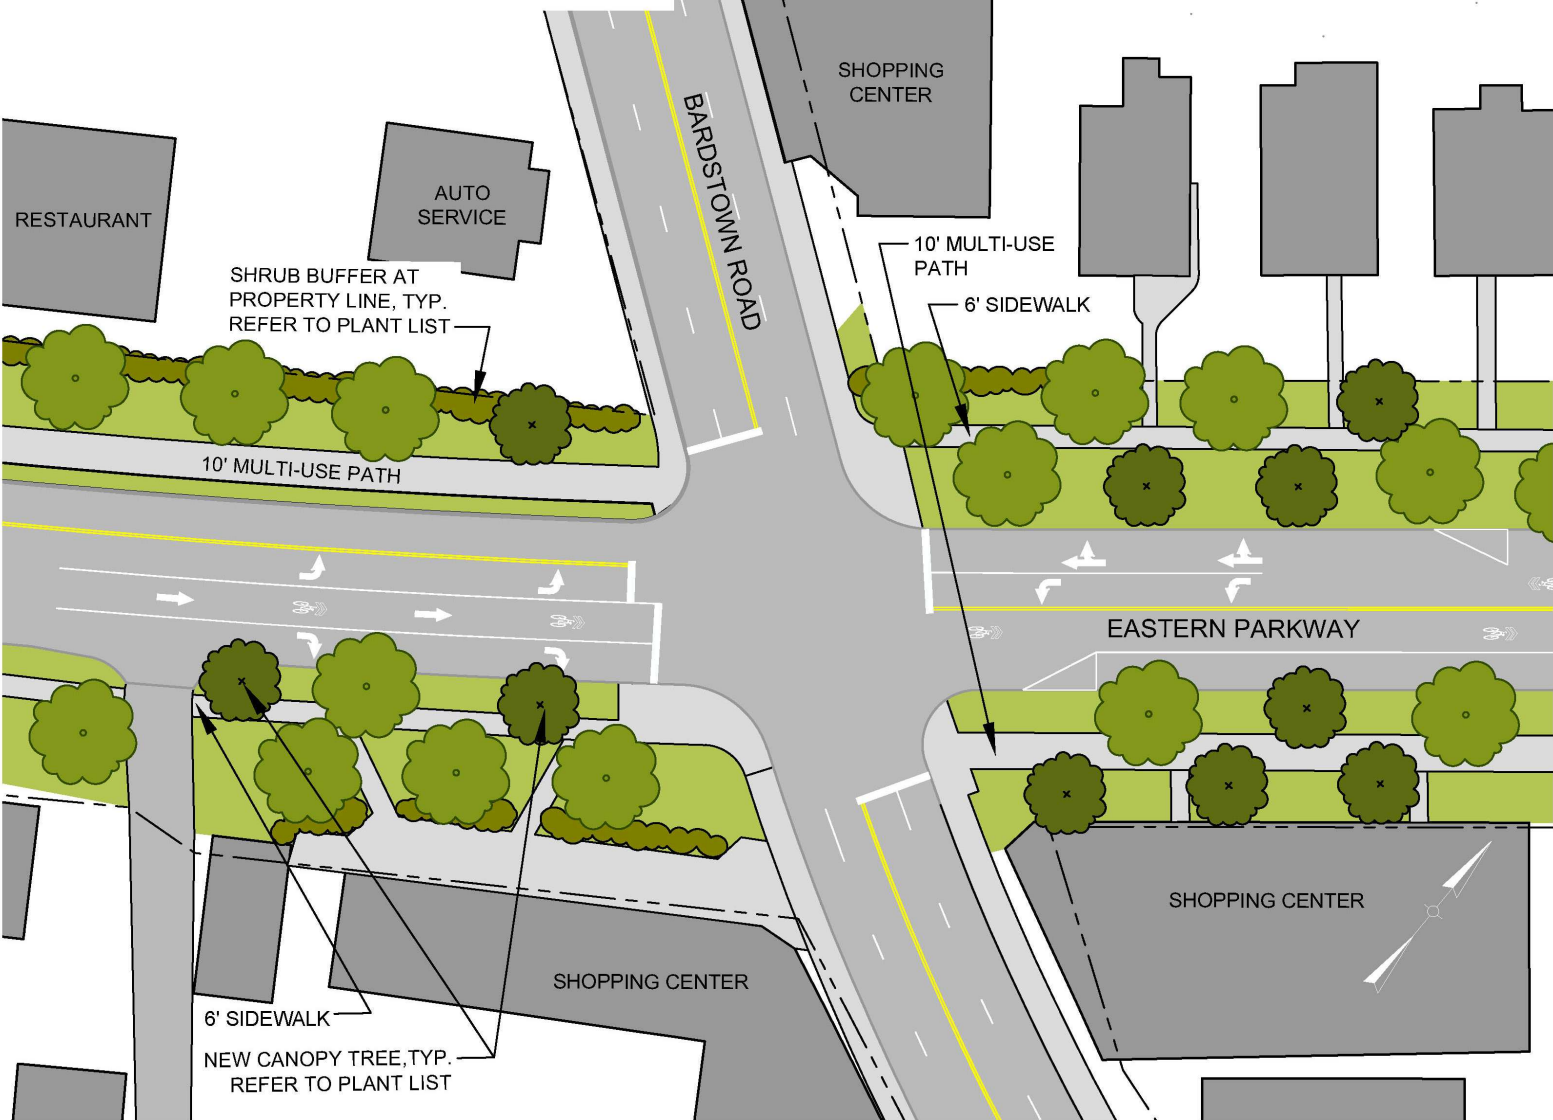 SHOPPING
CENTER
BARDSTOWN ROAD
AUTO
SERVICE
RESTAURANT
SHRUB BUFFER AT
PROPERTY LINE, TYP.
REFER TO PLANT LIST
10' MULTI-USE
PATH
6' SIDEWALK
10' MULTI-USE PATH
EASTERN PARKWAY
SHOPPING CENTER
SHOPPING CENTER
6' SIDEWALK
NEW CANOPY TREE,TYP.
REFER TO PLANT LIST